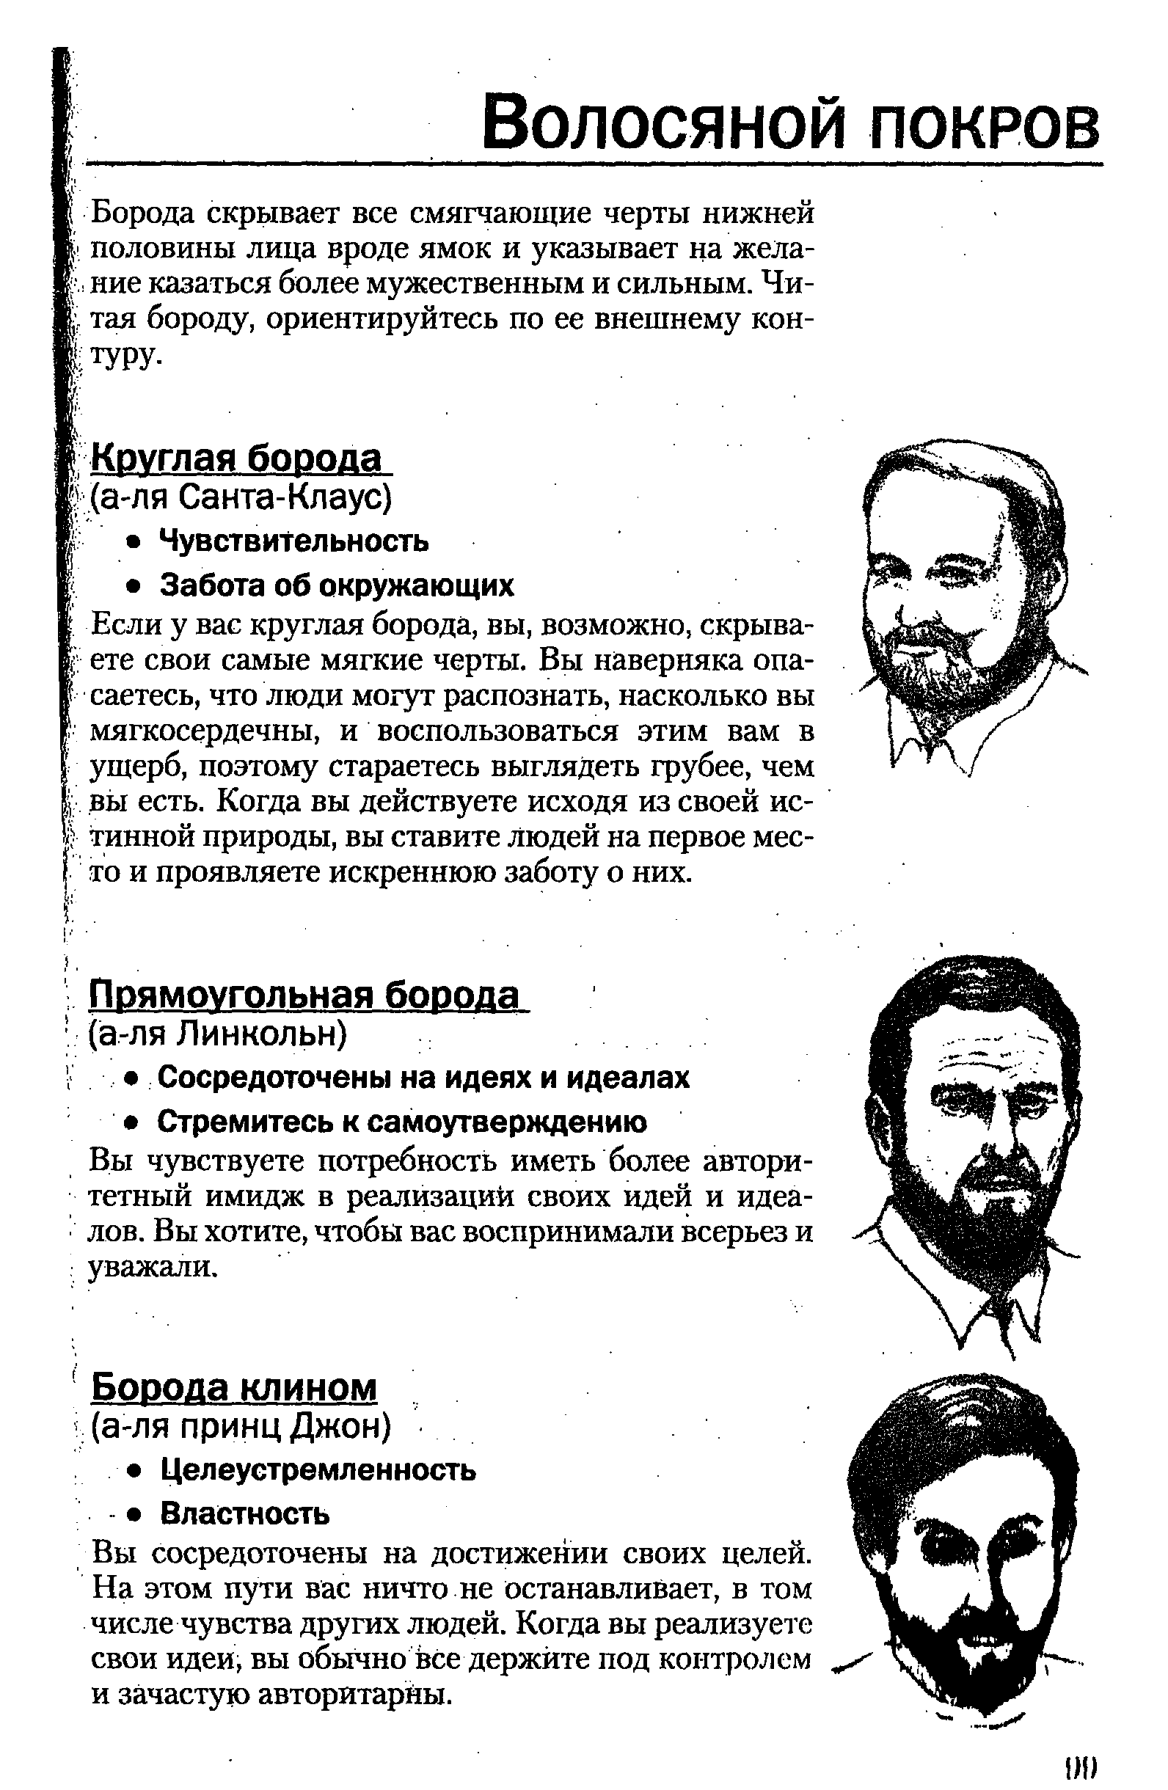 Волосяной покров
Борода скрывает все смягчающие черты нижней
половины лица вроде ямок и указывает на жела-
ние казаться более мужественным и сильным. Чи-
тая бороду, ориентируйтесь по ее внешнему кон-
туру.
Круглая борода
(а-ля Санта-Клаус)
• Чувствительность
• Забота об окружающих
Если у вас круглая борода, вы, возможно, скрыва-
ете свои самые мягкие черты. Вы наверняка опа-
саетесь, что люди могут распознать, насколько вы
мягкосердечны, и воспользоваться этим вам в
ущерб, поэтому стараетесь выглядеть грубее, чем
вы есть. Когда вы действуете исходя из своей ис-
тинной природы, вы ставите людей на первое мес-
то и проявляете искреннюю заботу о них.
Прямоугольная борода
(а-ля Линкольн)
• Сосредоточены на идеях и идеалах
• Стремитесь к самоутверждению
Вы чувствуете потребность иметь более автори-
тетный имидж в реализации своих идей и идеа-
лов. Вы хотите, чтобы вас воспринимали всерьез и
уважали.
Борода клином
(а-ля принц Джон)
• Целеустремленность
• Властность
Вы сосредоточены на достижении своих целей.
На этом пути вас ничто не останавливает, в том
числе чувства других людей. Когда вы реализуете
свои идеи, вы обычно все держите под контролем
и зачастую авторитарны.